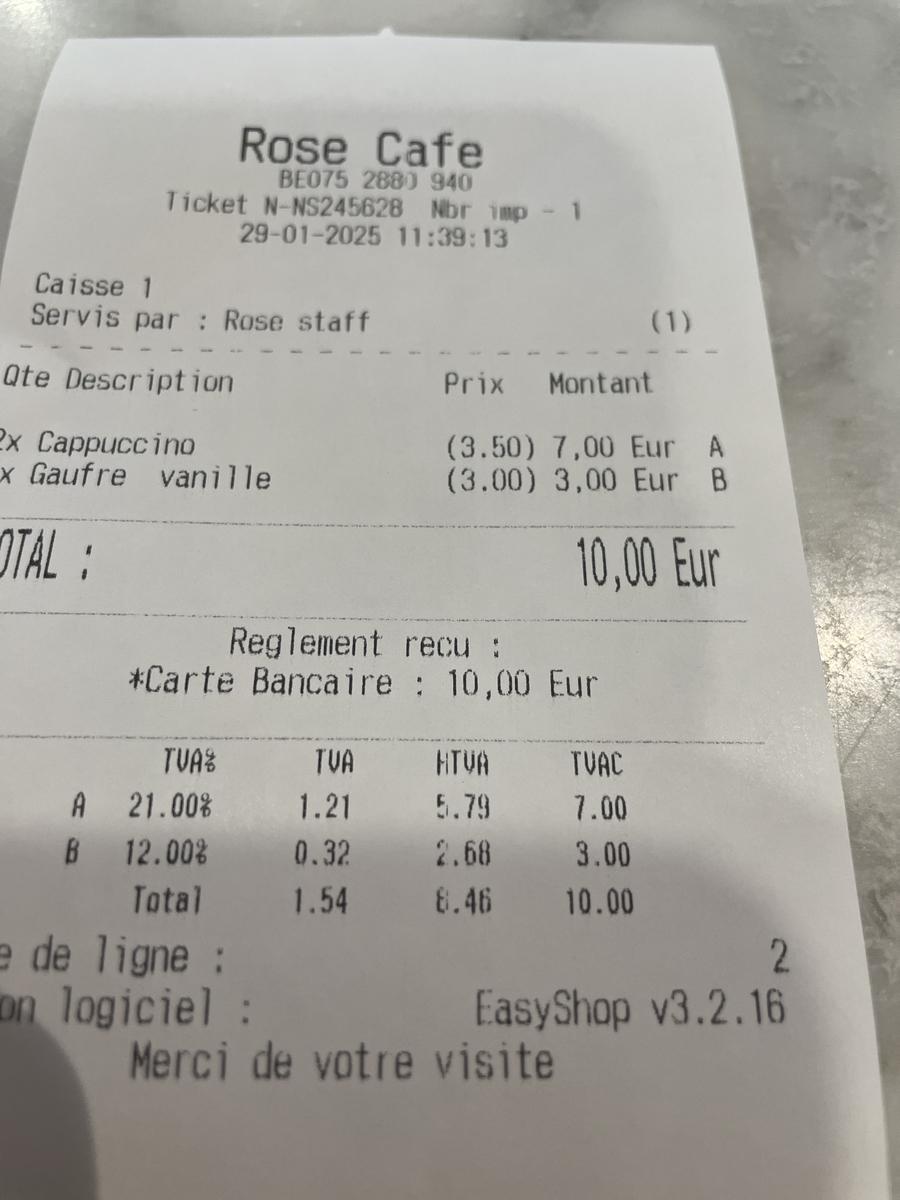 Rose Cafe
BE075 2880 940
Ticket N-NS245628 Nbr imp - 1
29-01-2025 11:39:13
Caisse 1
Servis par : Rose staff (1)
Qte Description Prix Montant
2x Cappuccino (3.50) 7,00 Eur A
x Gaufre vanille (3.00) 3,00 Eur B
OTAL : 10,00 Eur
Reglement recu :
*Carte Bancaire : 10,00 Eur
TVA% TVA HTVA TVAC
A 21.00% 1.21 5.79 7.00
B 12.00% 0.32 2.68 3.00
Total 1.54 8.46 10.00
e de ligne : 2
on logiciel : EasyShop v3.2.16
Merci de votre visite